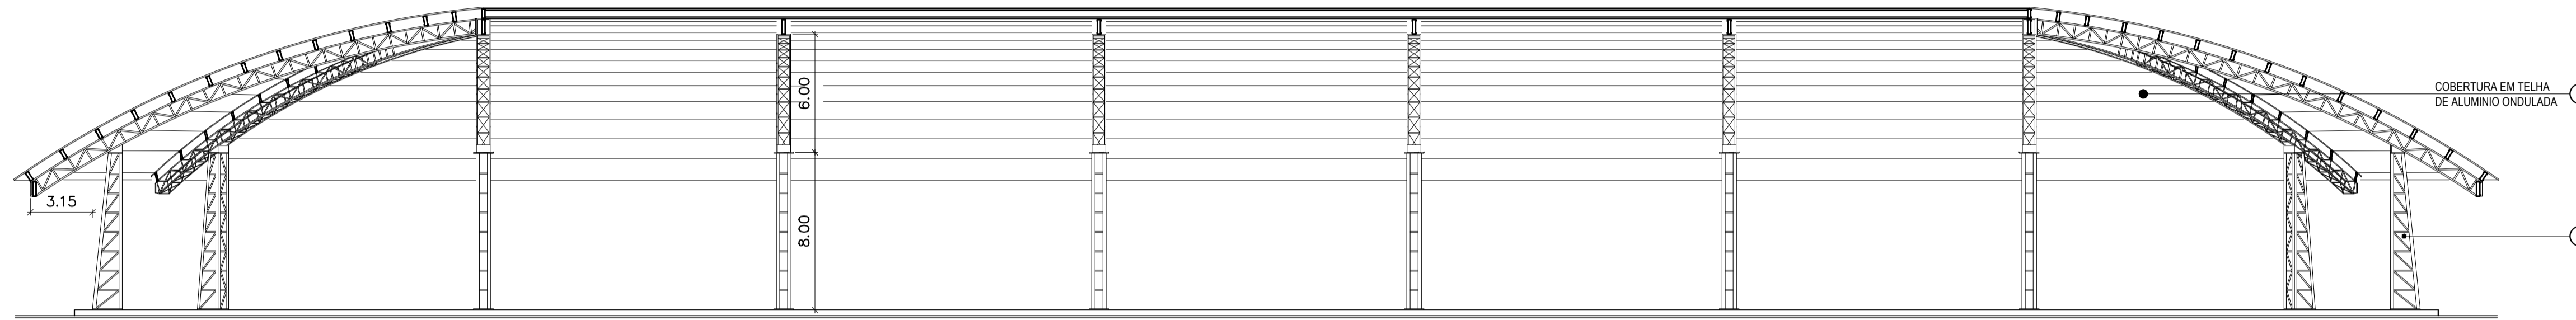 6.00
COBERTURA EM TELHA
DE ALUMINIO ONDULADA
3.15
8.00